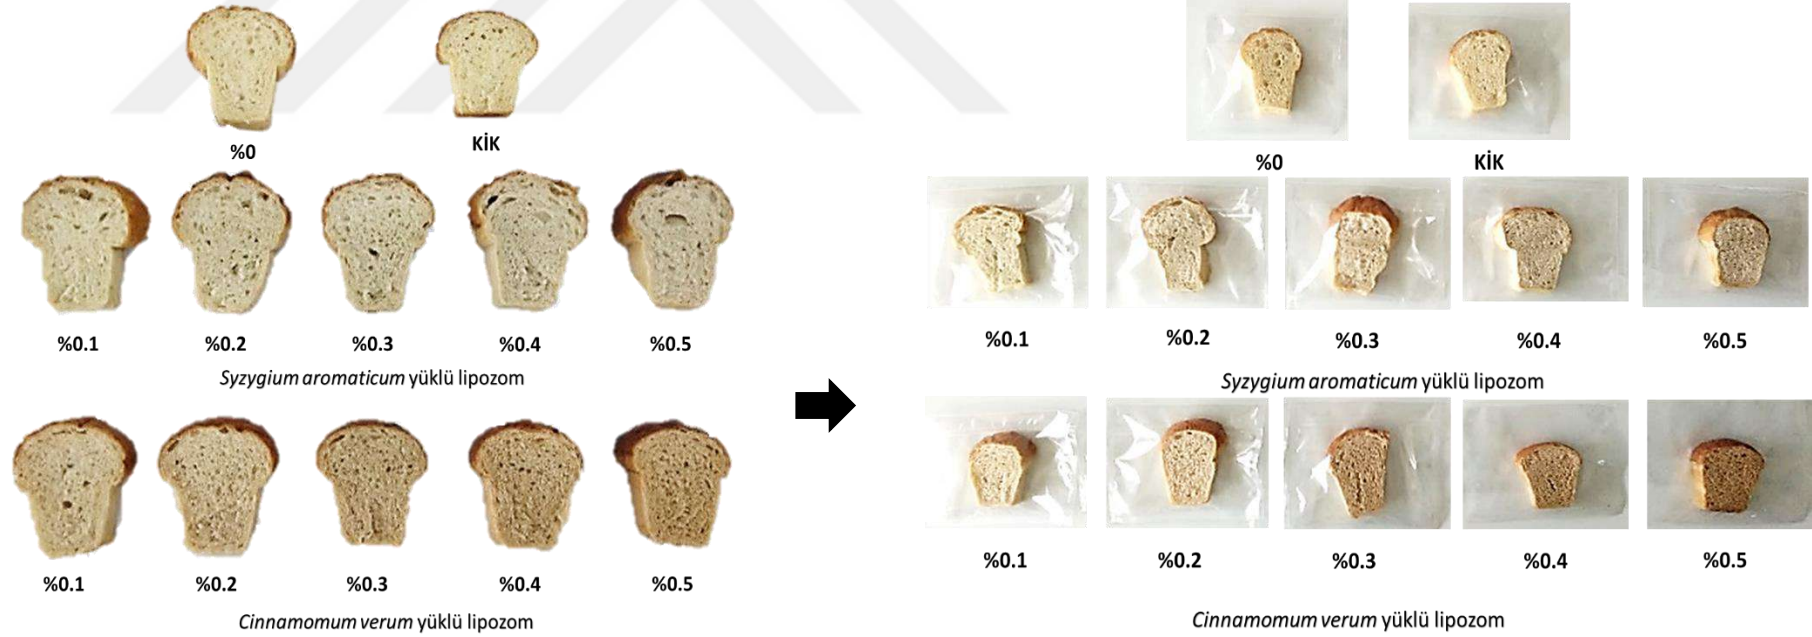 %0
KİK
%0.1 %0.2 %0.3 %0.4 %0.5
Syzygium aromaticum yüklü lipozom
%0.1 %0.2 %0.3 %0.4 %0.5
Cinnamomum verum yüklü lipozom
%0
KİK
%0.1 %0.2 %0.3 %0.4 %0.5
Syzygium aromaticum yüklü lipozom
%0.1 %0.2 %0.3 %0.4 %0.5
Cinnamomum verum yüklü lipozom